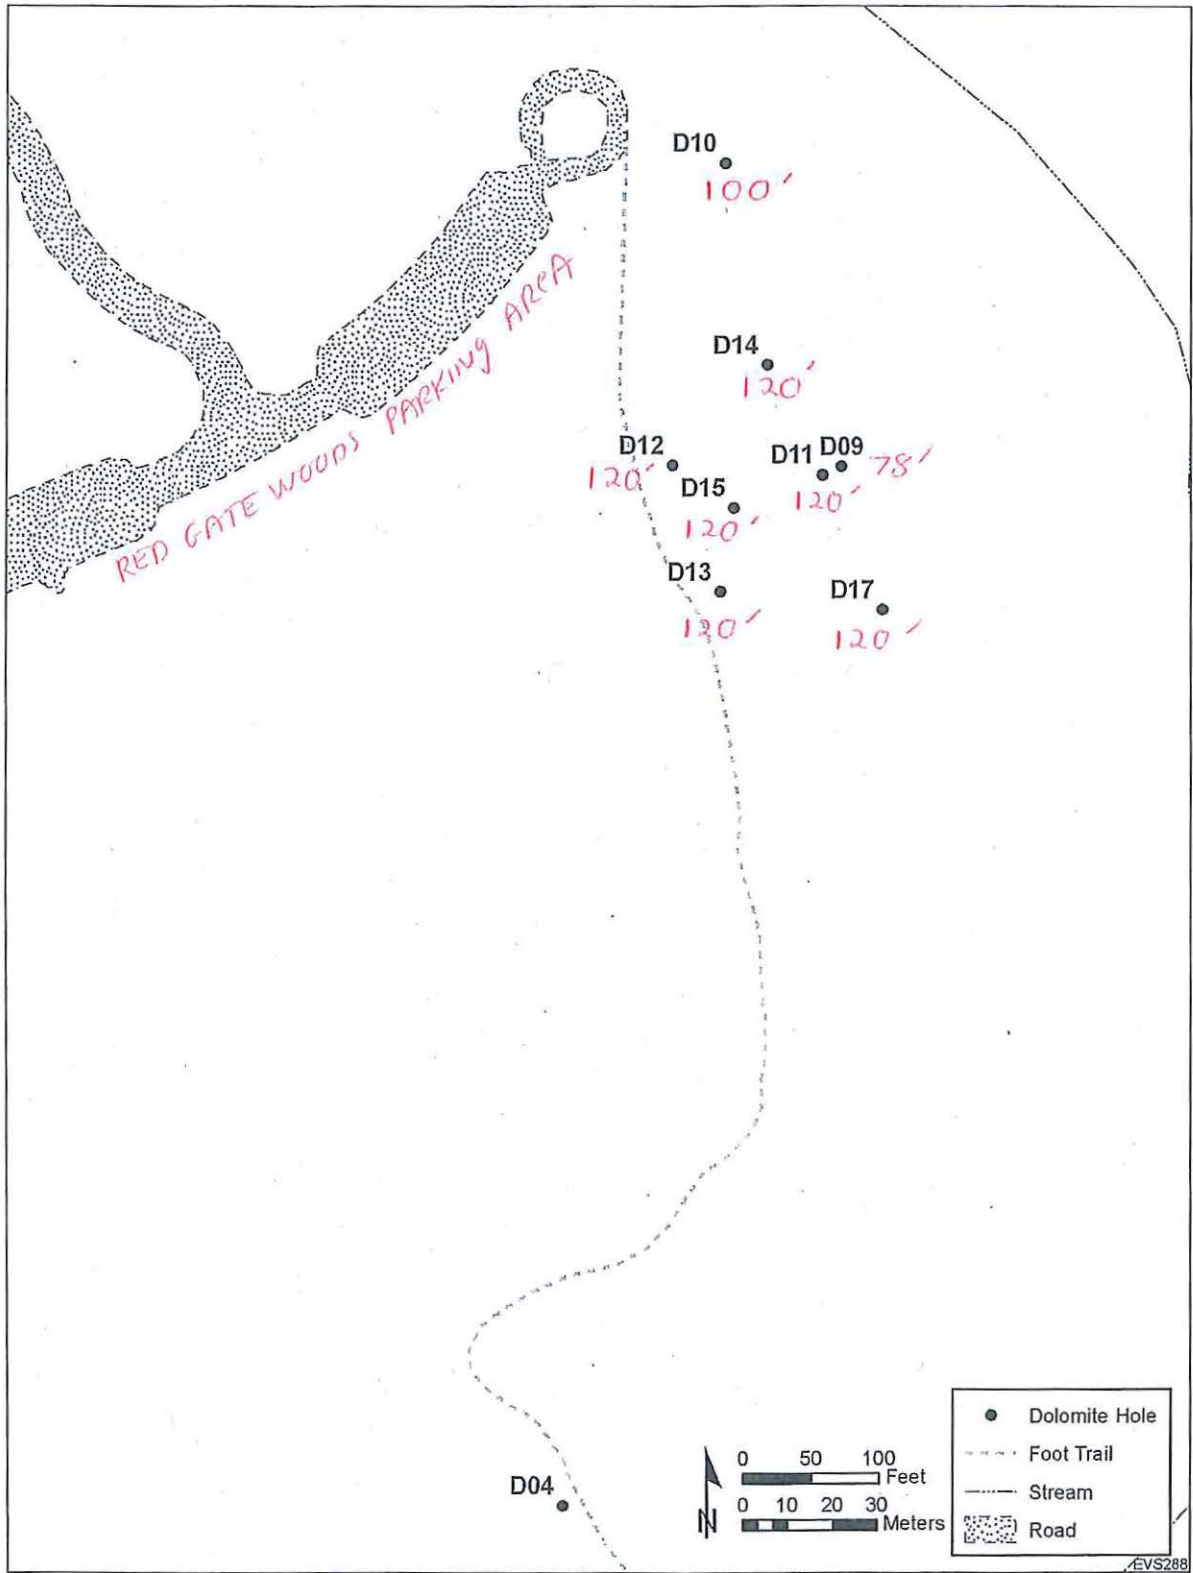 D10
100'
D14
120'
RED GATE WOODS PARKING AREA
D12
120'
D11 D09
78'
120'
D15
120'
D13
120'
D17
120'
D04
0 50 100
Feet
0 10 20 30
Meters
N
Dolomite Hole
Foot Trail
Stream
Road
EVS288